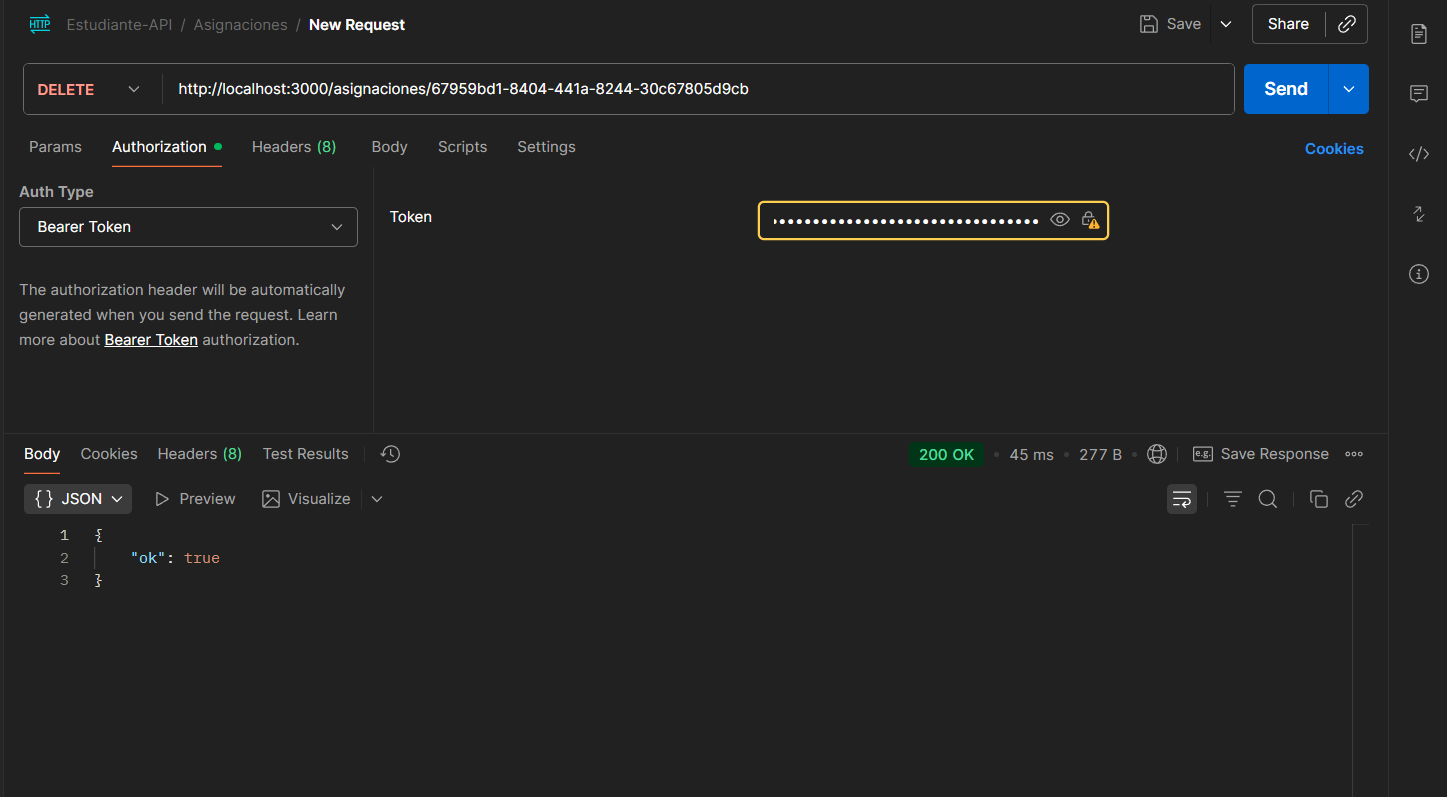 HTTP Estudiante-API / Asignaciones / New Request Save Share
DELETE http://localhost:3000/asignaciones/67959bd1-8404-441a-8244-30c67805d9cb Send
Params Authorization Headers (8) Body Scripts Settings Cookies
Auth Type
Bearer Token
Token
The authorization header will be automatically
generated when you send the request. Learn
more about Bearer Token authorization.
Body Cookies Headers (8) Test Results 200 OK • 45 ms • 277 B • e.g. Save Response
{} JSON Preview Visualize
1 {
2 "ok": true
3 }